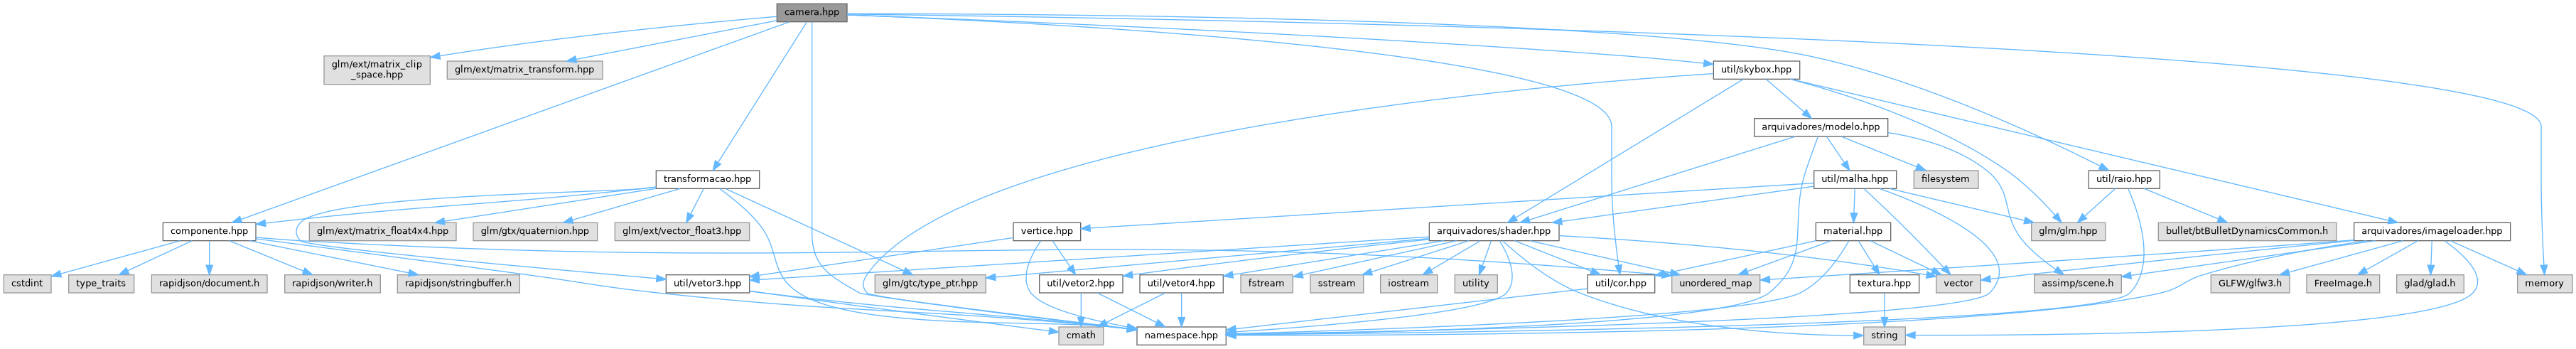 camera.hpp
glm/ext/matrix_clip
_space.hpp
glm/ext/matrix_transform.hpp
util/skybox.hpp
arquivadores/modelo.hpp
transformacao.hpp
util/malha.hpp
filesystem
util/raio.hpp
componente.hpp
glm/ext/matrix_float4x4.hpp
glm/gtx/quaternion.hpp
glm/ext/vector_float3.hpp
vertice.hpp
arquivadores/shader.hpp
material.hpp
glm/glm.hpp
bullet/btBulletDynamicsCommon.h
arquivadores/imageloader.hpp
cstdint
type_traits
rapidjson/document.h
rapidjson/writer.h
rapidjson/stringbuffer.h
util/vetor3.hpp
glm/gtc/type_ptr.hpp
util/vetor2.hpp
util/vetor4.hpp
fstream
sstream
iostream
utility
util/cor.hpp
unordered_map
textura.hpp
vector
assimp/scene.h
GLFW/glfw3.h
FreeImage.h
glad/glad.h
memory
cmath
namespace.hpp
string